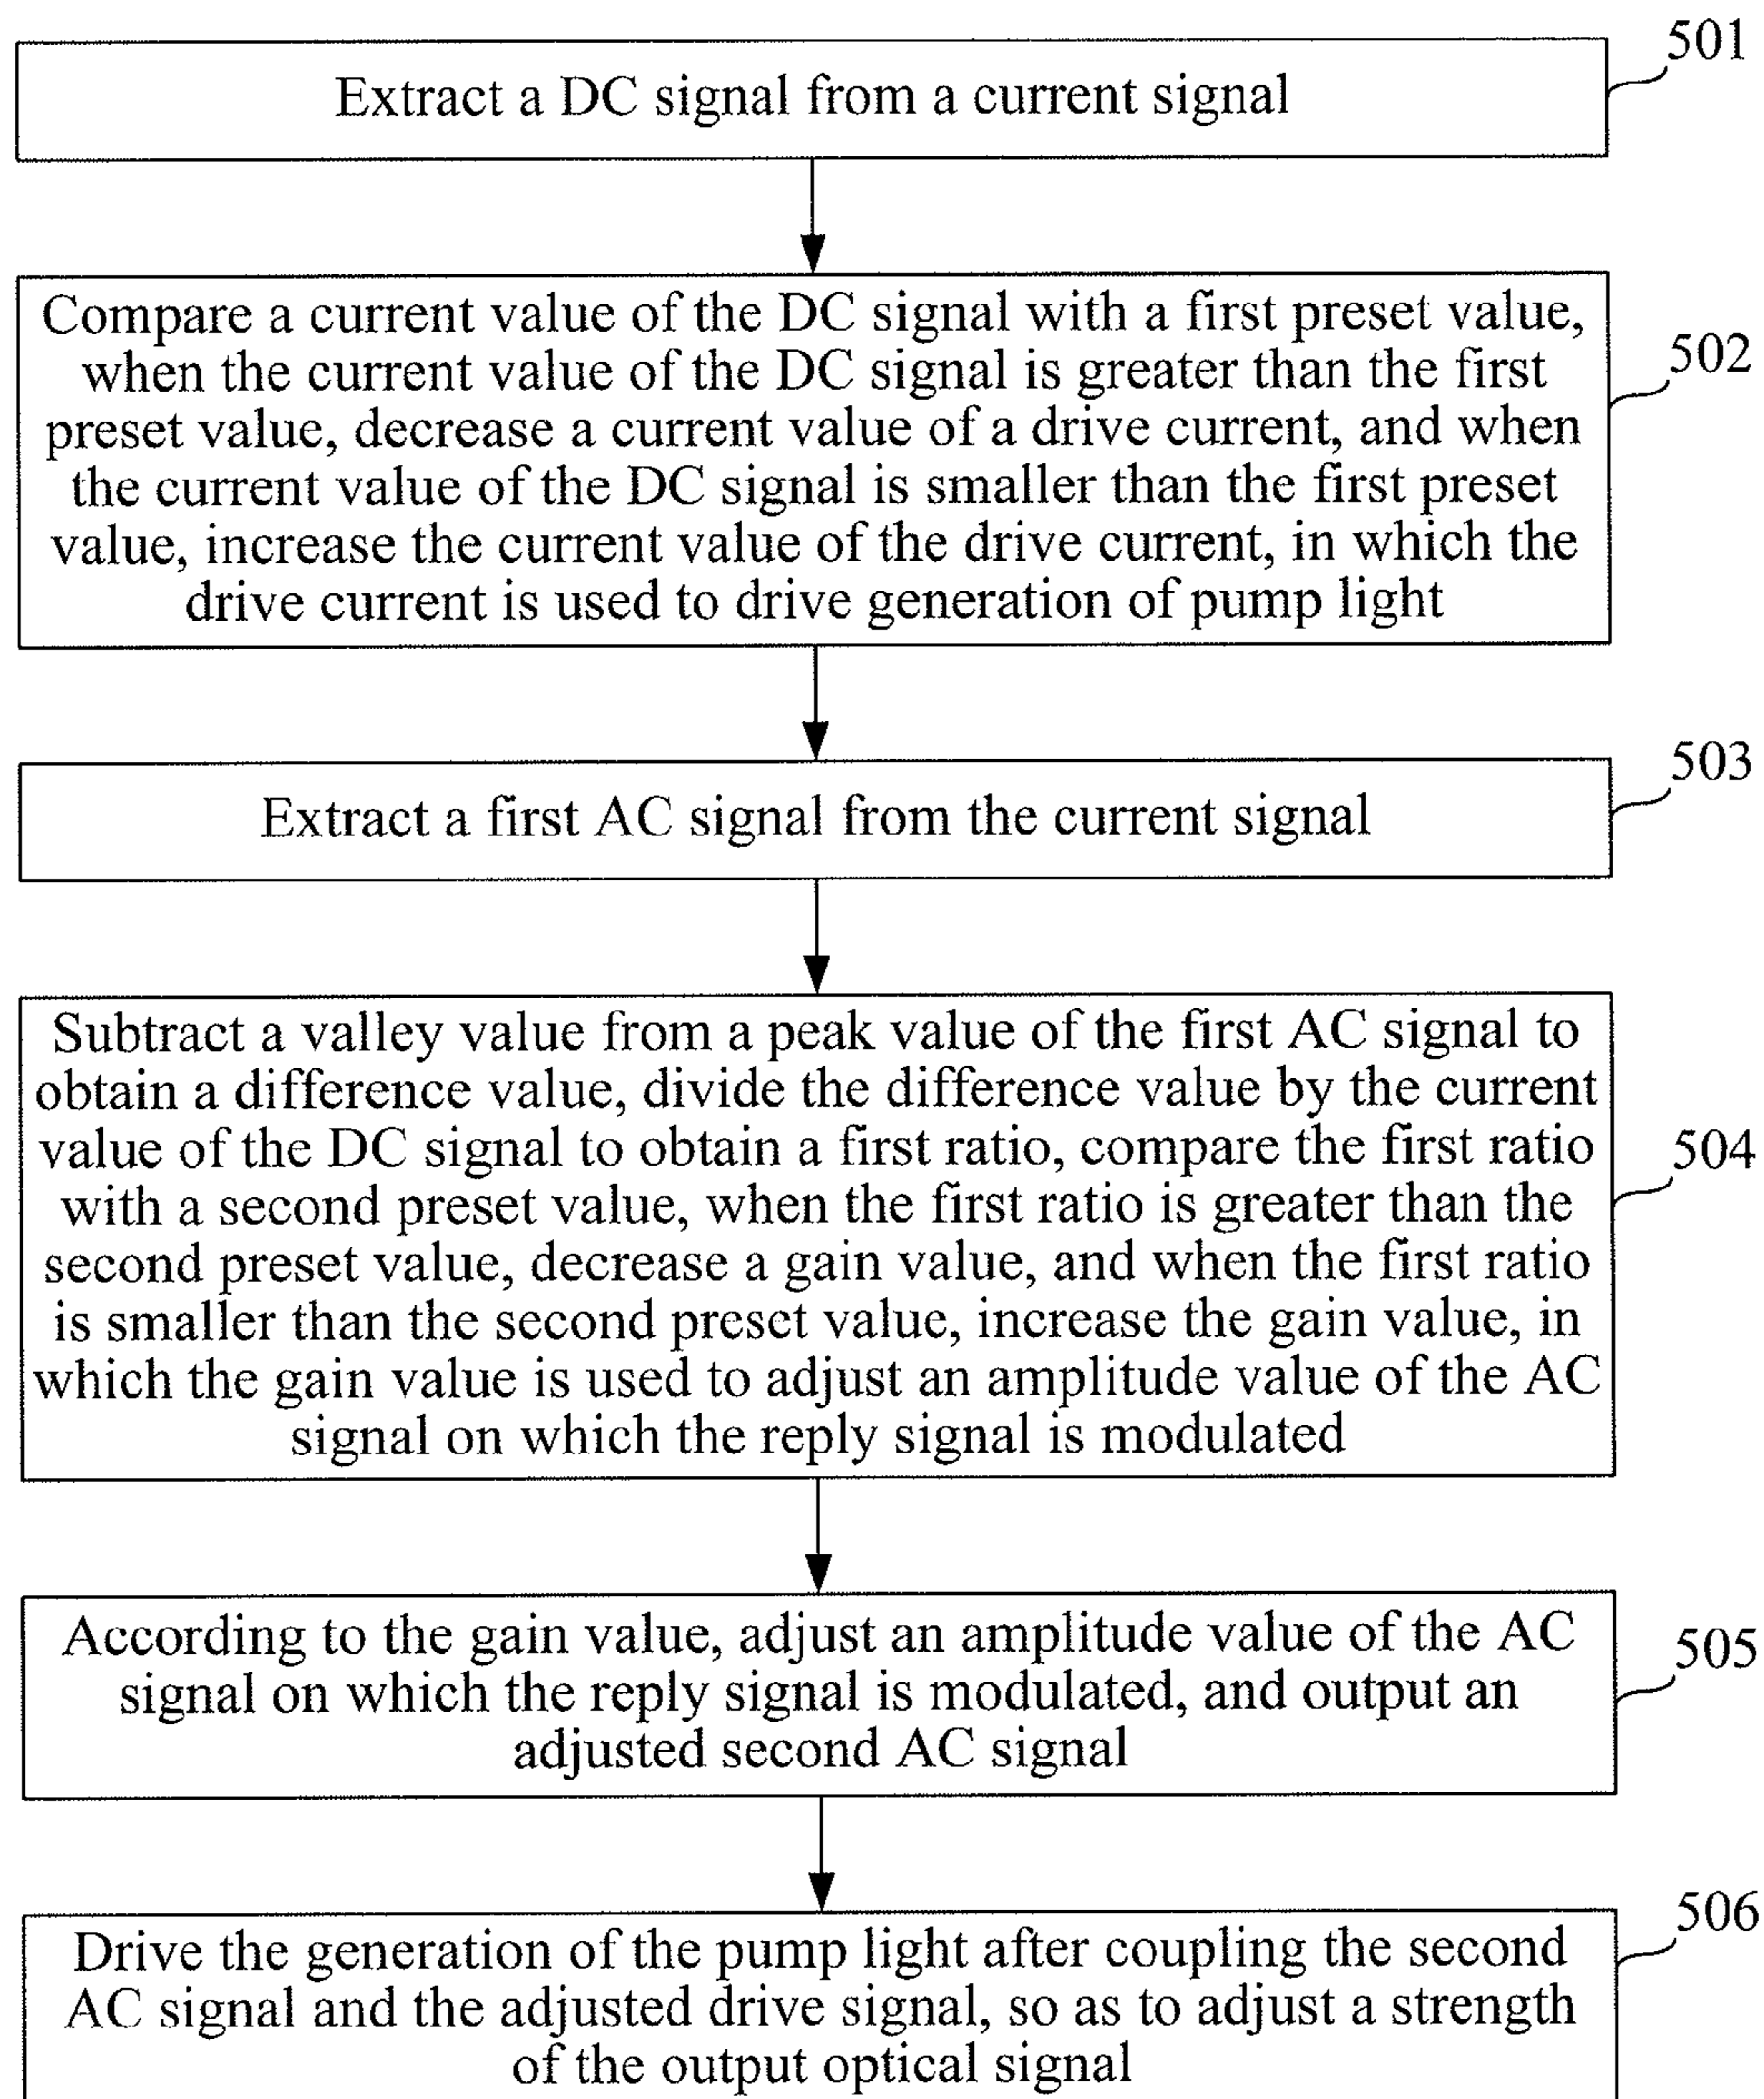 501
Extract a DC signal from a current signal
Compare a current value of the DC signal with a first preset value,
when the current value of the DC signal is greater than the first
preset value, decrease a current value of a drive current, and when
the current value of the DC signal is smaller than the first preset
value, increase the current value of the drive current, in which the
drive current is used to drive generation of pump light
502
503
Extract a first AC signal from the current signal
Subtract a valley value from a peak value of the first AC signal to
obtain a difference value, divide the difference value by the current
value of the DC signal to obtain a first ratio, compare the first ratio
with a second preset value, when the first ratio is greater than the
second preset value, decrease a gain value, and when the first ratio
is smaller than the second preset value, increase the gain value, in
which the gain value is used to adjust an amplitude value of the AC
signal on which the reply signal is modulated
504
According to the gain value, adjust an amplitude value of the AC
signal on which the reply signal is modulated, and output an
adjusted second AC signal
505
506
Drive the generation of the pump light after coupling the second
AC signal and the adjusted drive signal, so as to adjust a strength
of the output optical signal